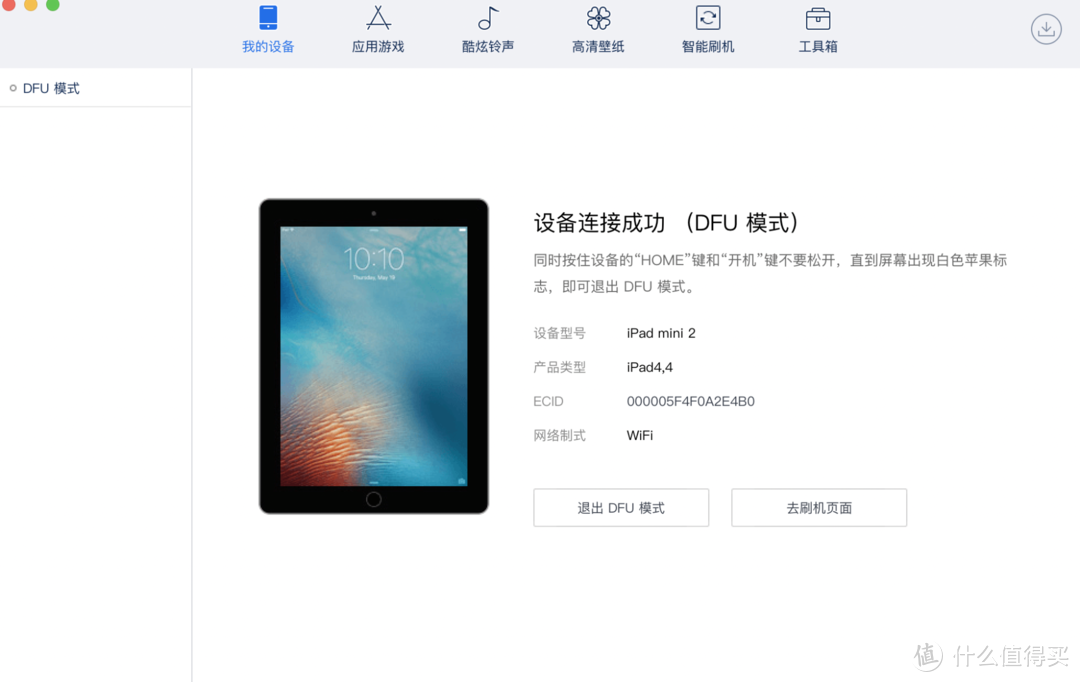 我的设备
应用游戏
酷炫铃声
高清壁纸
智能刷机
工具箱
DFU 模式
10:10
设备连接成功 （DFU 模式）
同时按住设备的“HOME”键和“开机”键不要松开，直到屏幕出现白色苹果标
志，即可退出 DFU 模式。
设备型号 iPad mini 2
产品类型 iPad4,4
ECID 000005F4F0A2E4B0
网络制式 WiFi
退出 DFU 模式
去刷机页面
值 什么值得买